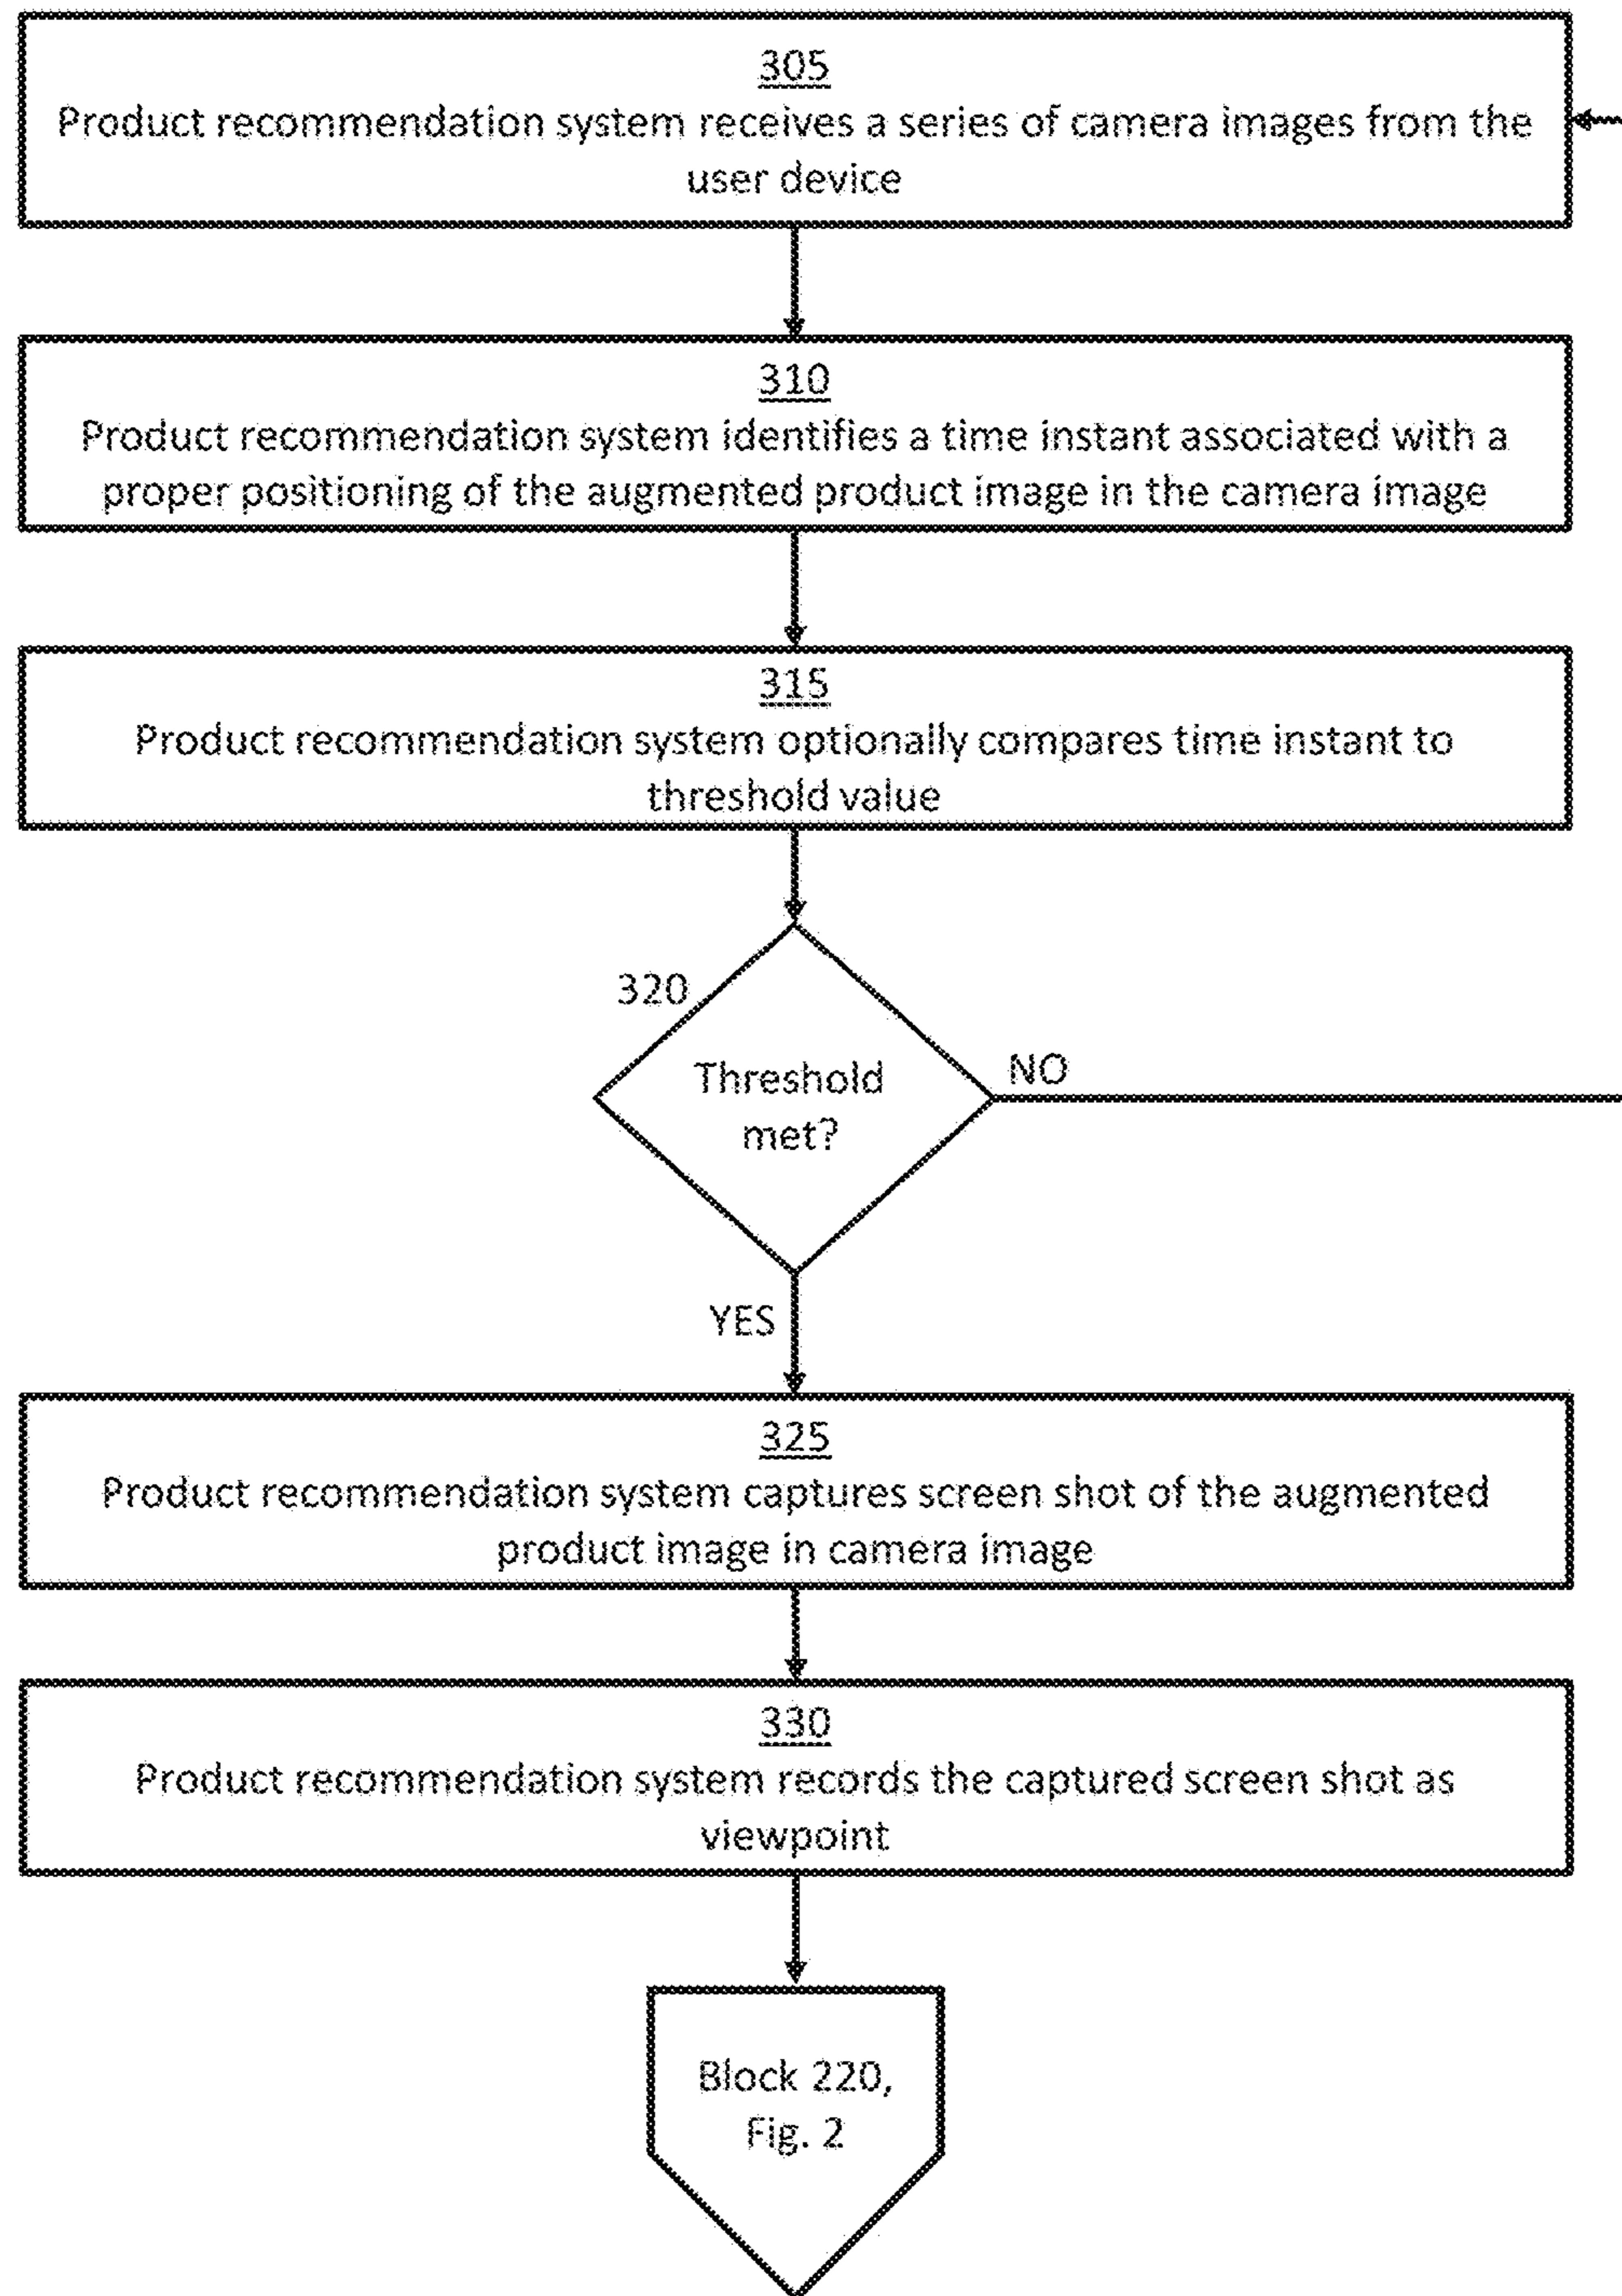 305
Product recommendation system receives a series of camera images from the
user device
310
Product recommendation system identifies a time instant associated with a
proper positioning of the augmented product image in the camera image
315
Product recommendation system optionally compares time instant to
threshold value
320
Threshold
met?
NO
YES
325
Product recommendation system captures screen shot of the augmented
product image in camera image
330
Product recommendation system records the captured screen shot as
viewpoint
Block 220,
Fig. 2